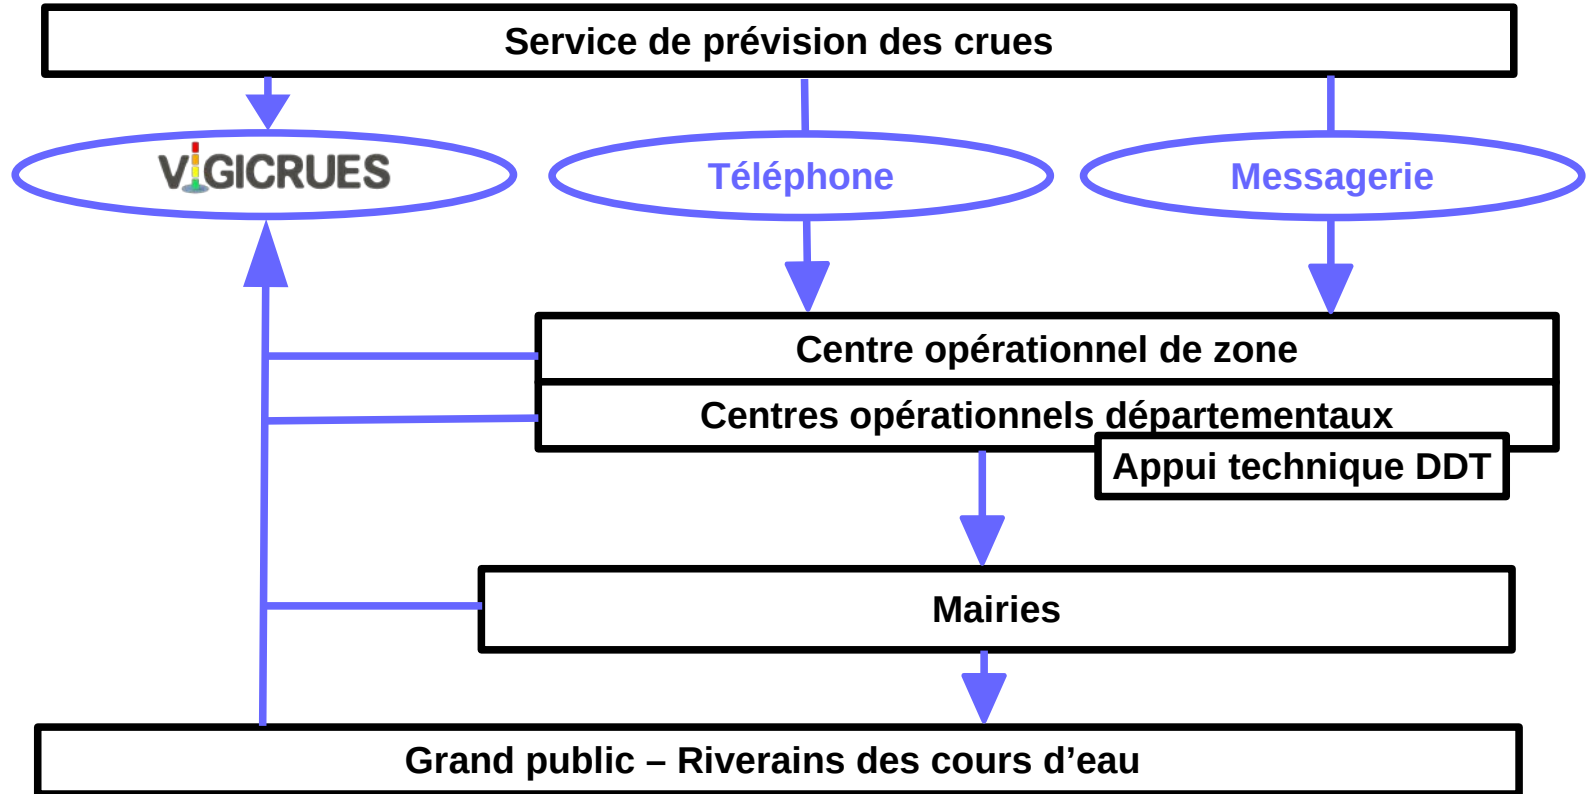 Service de prévision des crues
VIGICRUES
Téléphone
Messagerie
Centre opérationnel de zone
Centres opérationnels départementaux
Appui technique DDT
Mairies
Grand public – Riverains des cours d’eau